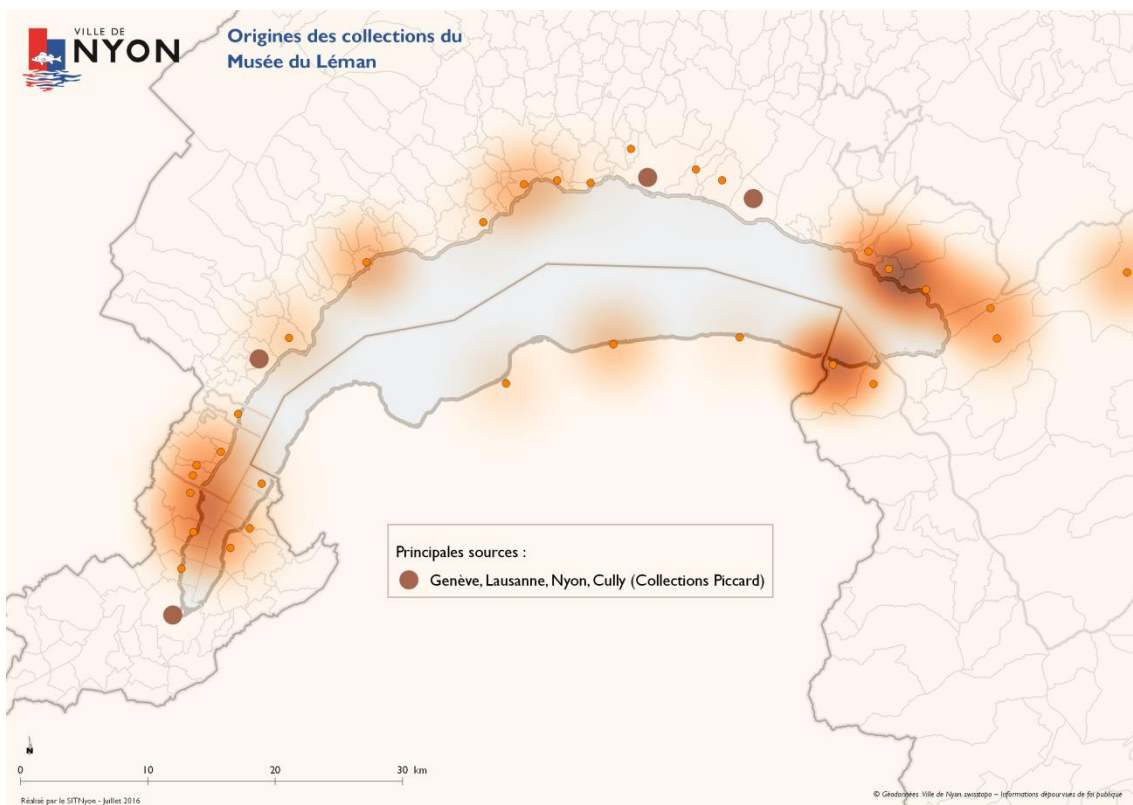 VILLE DE
NYON
Origines des collections du
Musée du Léman
Principales sources :
Genève, Lausanne, Nyon, Cully (Collections Piccard)
N
0 10 20 30 km
Réalisé par le SITNyon - Juillet 2016
© Géodonnées Ville de Nyon, swisstopo – Informations dépourvues de foi publique